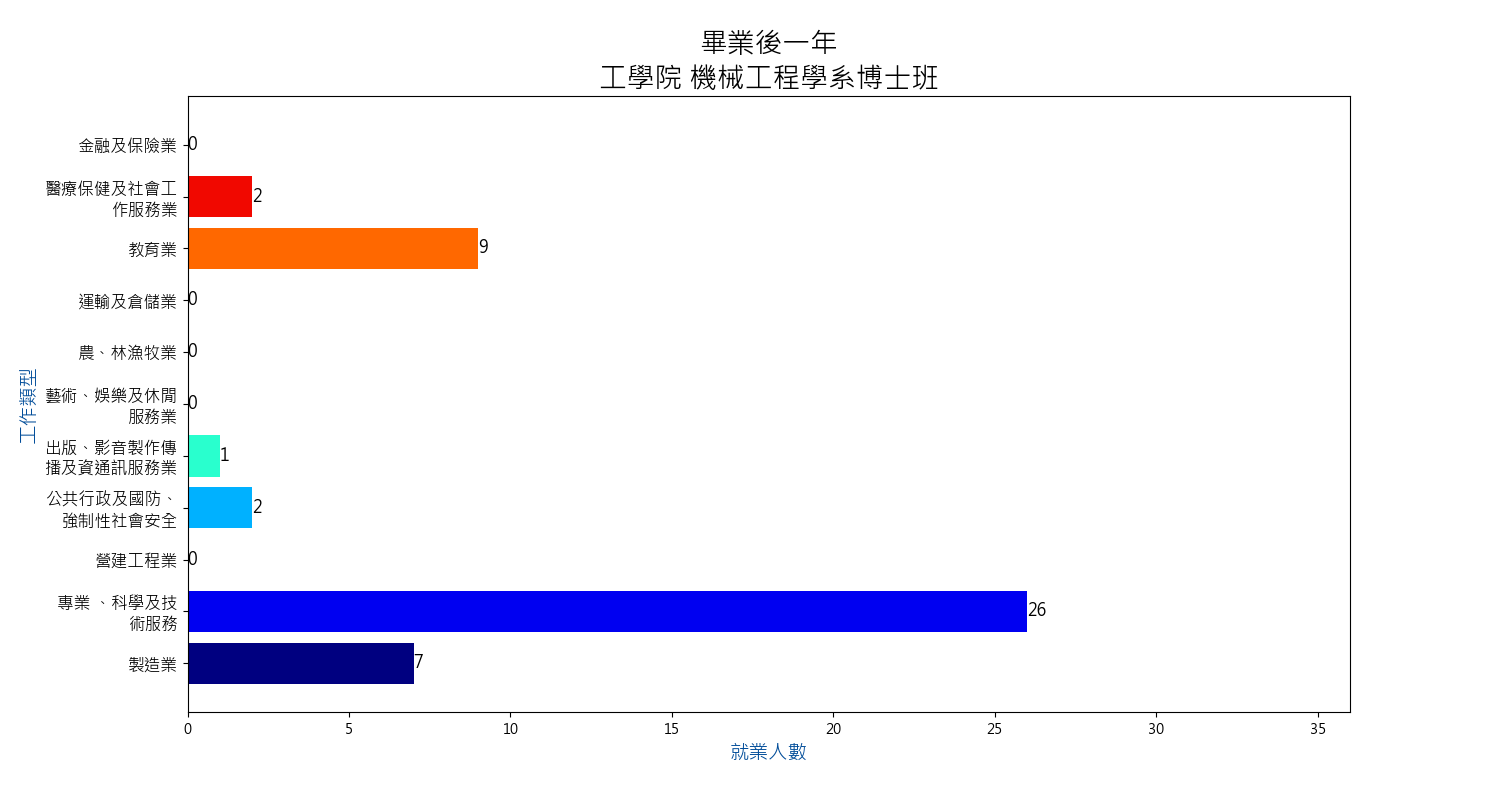 畢業後一年
工學院 機械工程學系博士班
金融及保險業
0
醫療保健及社會工
作服務業
2
教育業
9
運輸及倉儲業
0
農、林漁牧業
0
藝術、娛樂及休閒
服務業
0
出版、影音製作傳
播及資通訊服務業
1
公共行政及國防、
強制性社會安全
2
營建工程業
0
專業 、科學及技
術服務
26
製造業
7
工作類型
0 5 10 15 20 25 30 35
就業人數